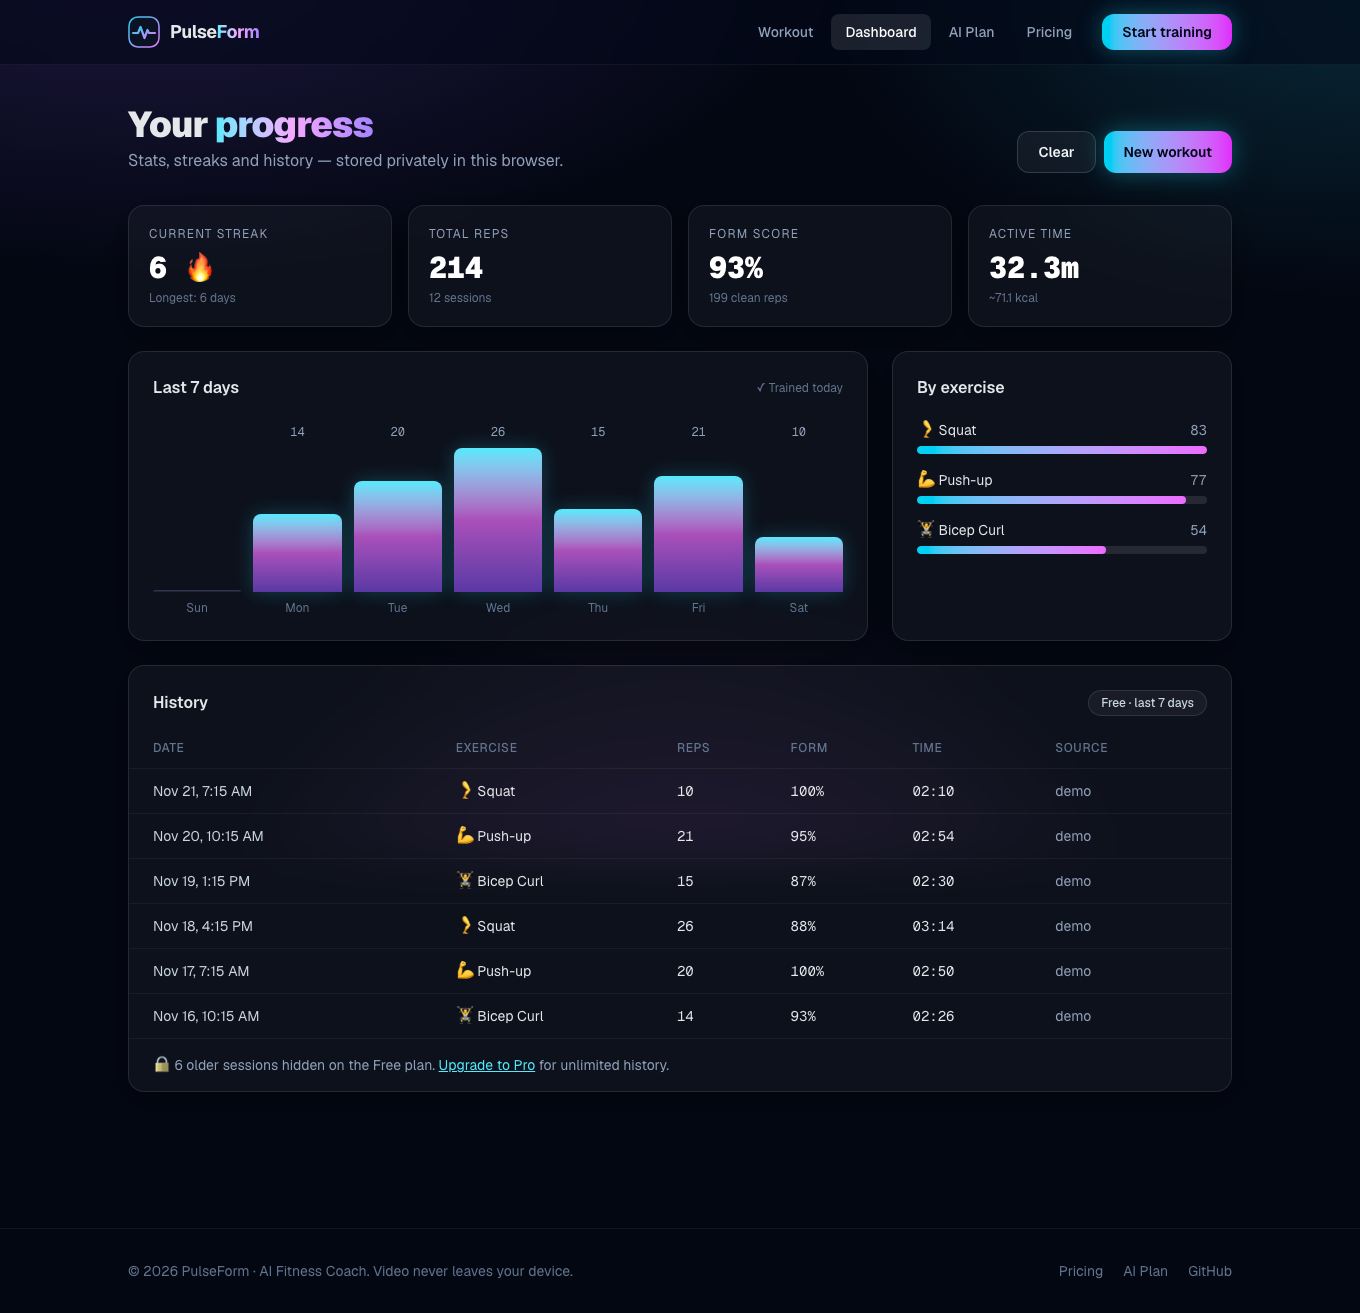 PulseForm
Workout Dashboard AI Plan Pricing Start training
Your progress
Stats, streaks and history — stored privately in this browser.
Clear New workout
CURRENT STREAK
6 🔥
Longest: 6 days
TOTAL REPS
214
12 sessions
FORM SCORE
93%
199 clean reps
ACTIVE TIME
32.3m
~71.1 kcal
Last 7 days
✓ Trained today
14 20 26 15 21 10
Sun Mon Tue Wed Thu Fri Sat
By exercise
Squat 83
💪 Push-up 77
Bicep Curl 54
History
Free · last 7 days
DATE EXERCISE REPS FORM TIME SOURCE
Nov 21, 7:15 AM Squat 10 100% 02:10 demo
Nov 20, 10:15 AM 💪 Push-up 21 95% 02:54 demo
Nov 19, 1:15 PM Bicep Curl 15 87% 02:30 demo
Nov 18, 4:15 PM Squat 26 88% 03:14 demo
Nov 17, 7:15 AM 💪 Push-up 20 100% 02:50 demo
Nov 16, 10:15 AM Bicep Curl 14 93% 02:26 demo
🔒 6 older sessions hidden on the Free plan. Upgrade to Pro for unlimited history.
© 2026 PulseForm · AI Fitness Coach. Video never leaves your device.
Pricing AI Plan GitHub